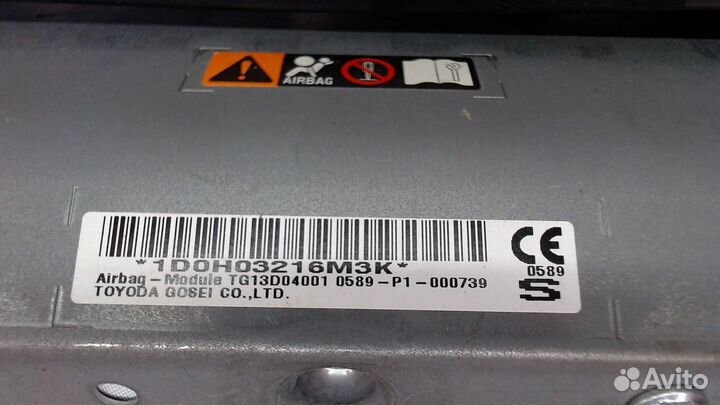 AIRBAG
*1D0H03216M3K*
Airbag-Module TG13D04001 0589-P1-000739
TOYODA GOSEI CO.,LTD.
CE
0589
S
Avito